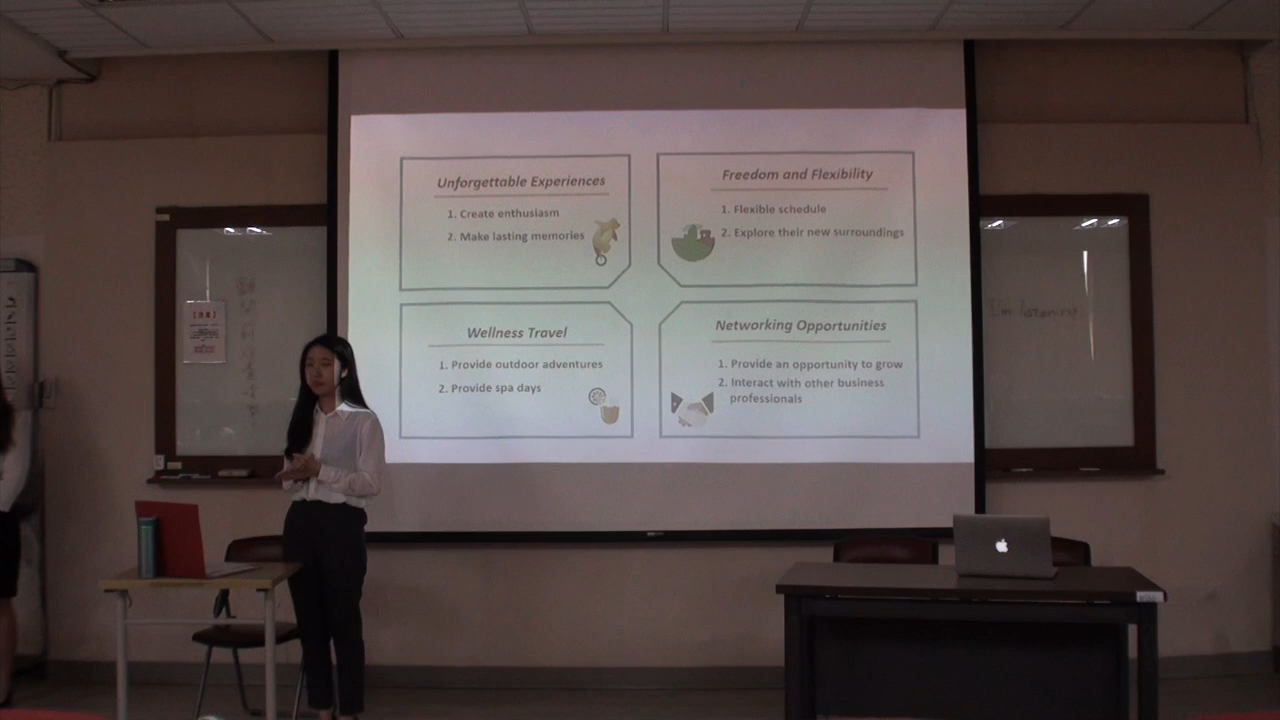 Unforgettable Experiences
1. Create enthusiasm
2. Make lasting memories
Freedom and Flexibility
1. Flexible schedule
2. Explore their new surroundings
Wellness Travel
1. Provide outdoor adventures
2. Provide spa days
Networking Opportunities
1. Provide an opportunity to grow
2. Interact with other business
professionals
I'm listening